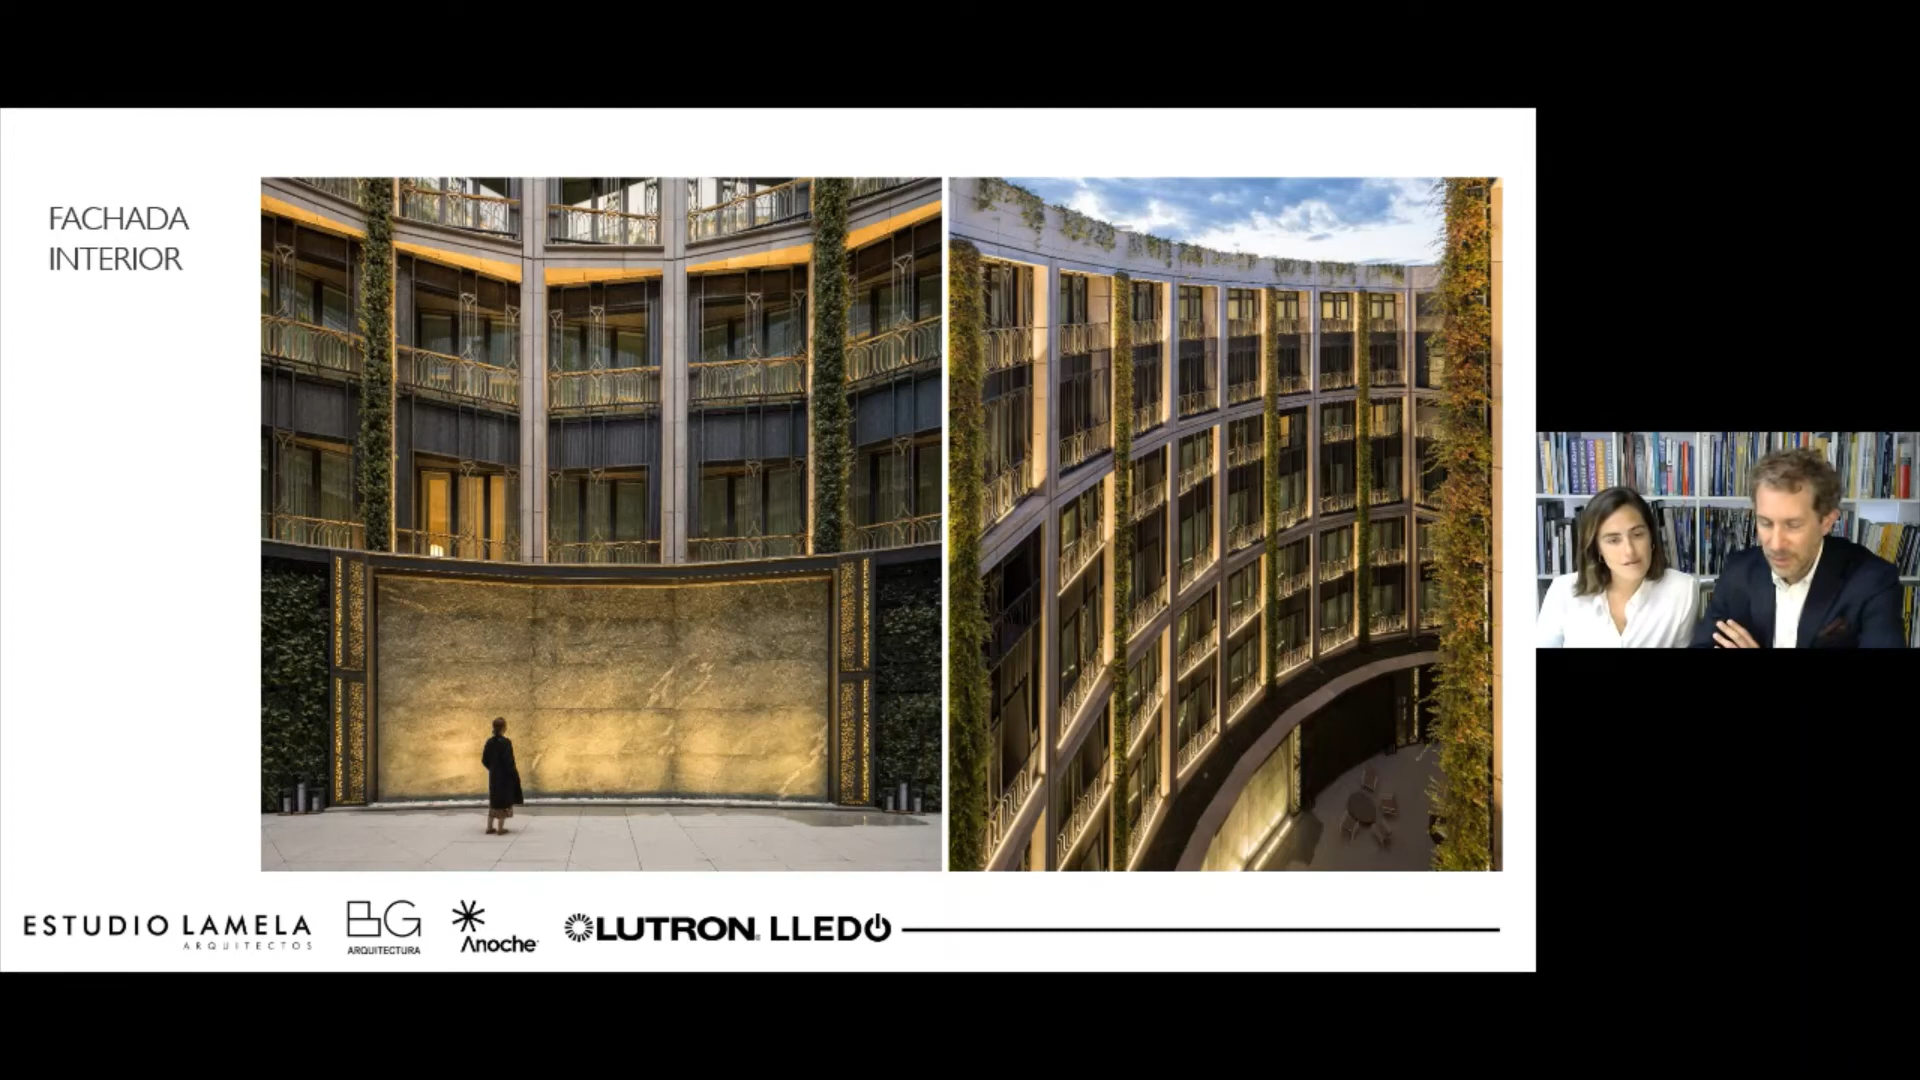 FACHADA
INTERIOR
ESTUDIO LAMELA
ARQUITECTOS
BG
ARQUITECTURA
Anoche
LUTRON. LLEDO